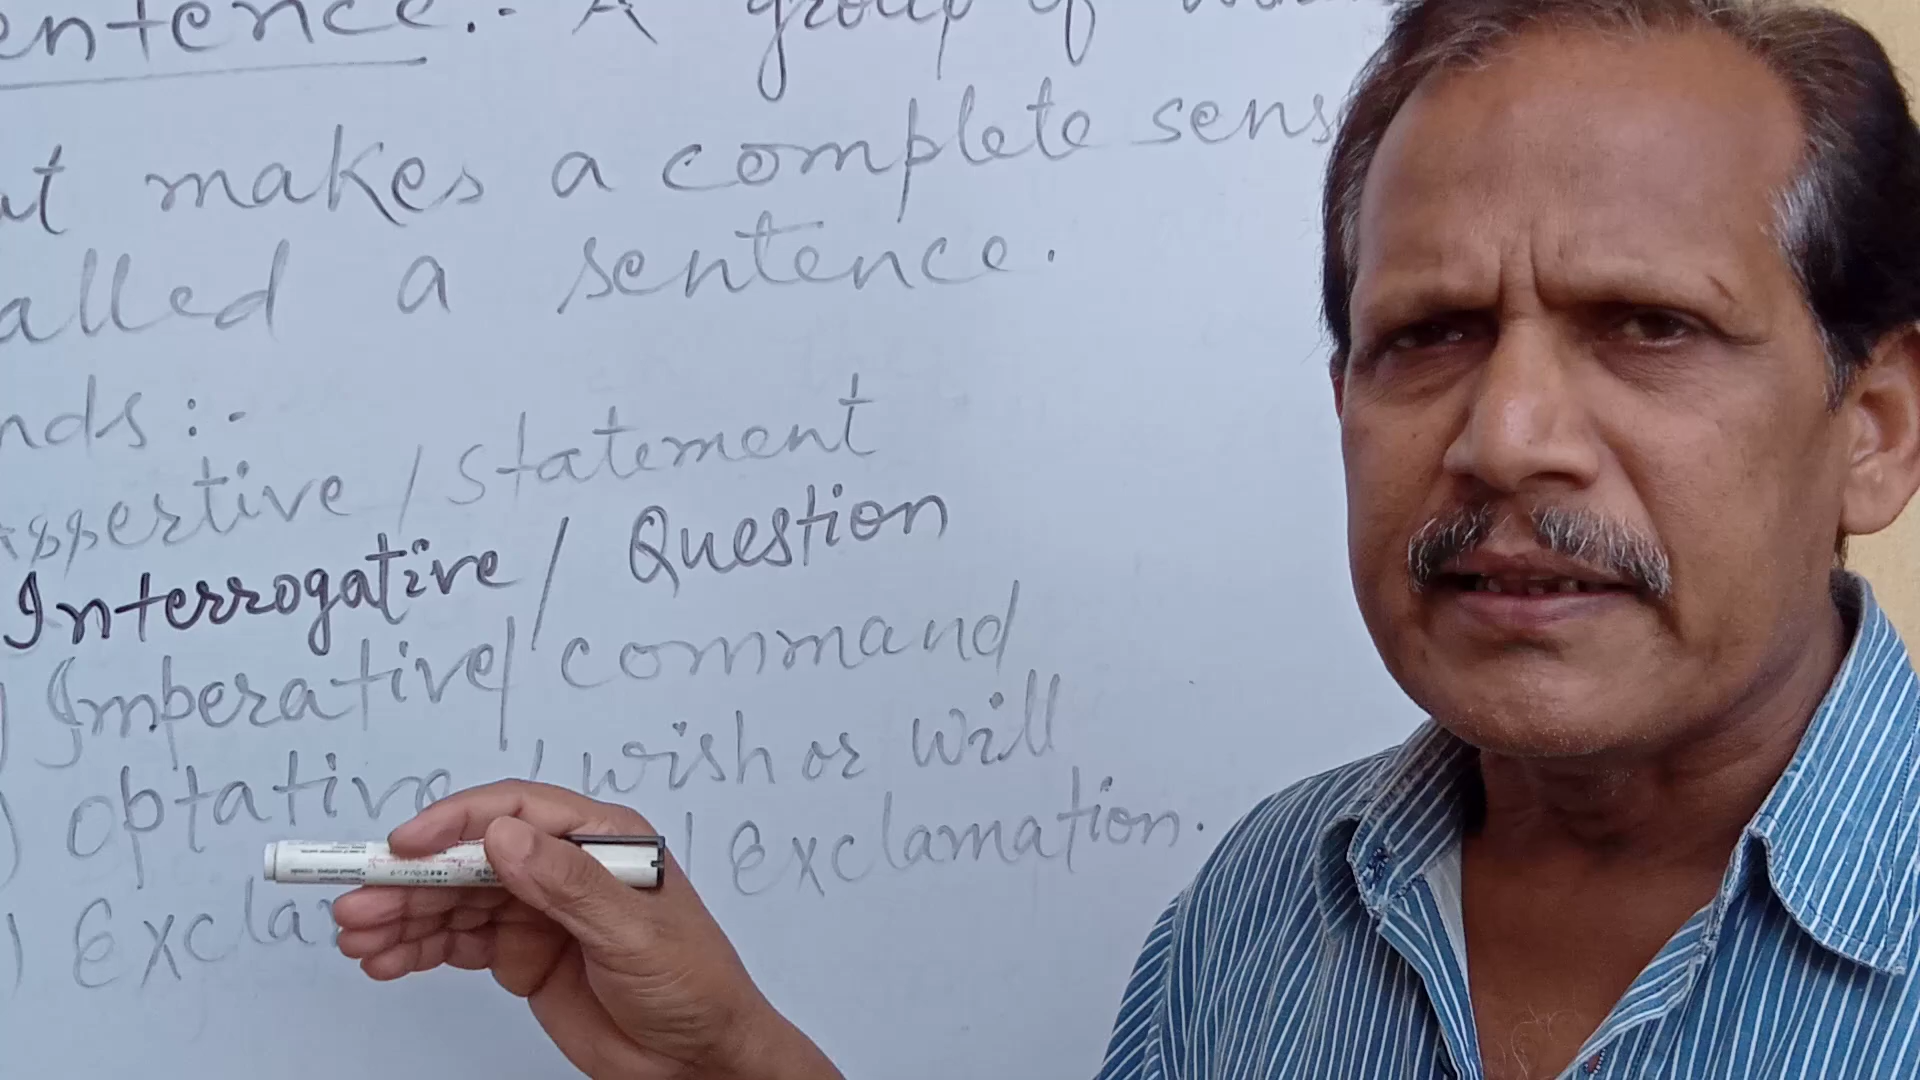 entence:- A group of
at makes a complete sens
alled a sentence.
nds:-
Assertive / Statement
Interrogative / Question
) Imperative / command
) optative / wish or will
) Exclam / Exclamation.